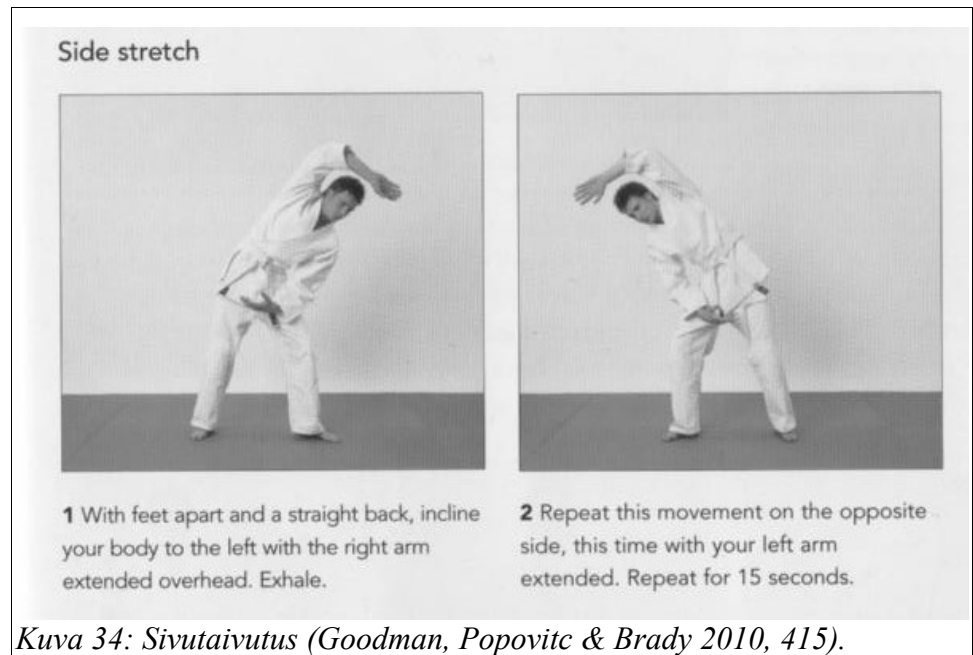 Side stretch
1 With feet apart and a straight back, incline
your body to the left with the right arm
extended overhead. Exhale.
2 Repeat this movement on the opposite
side, this time with your left arm
extended. Repeat for 15 seconds.
Kuva 34: Sivutaivutus (Goodman, Popovitc & Brady 2010, 415).